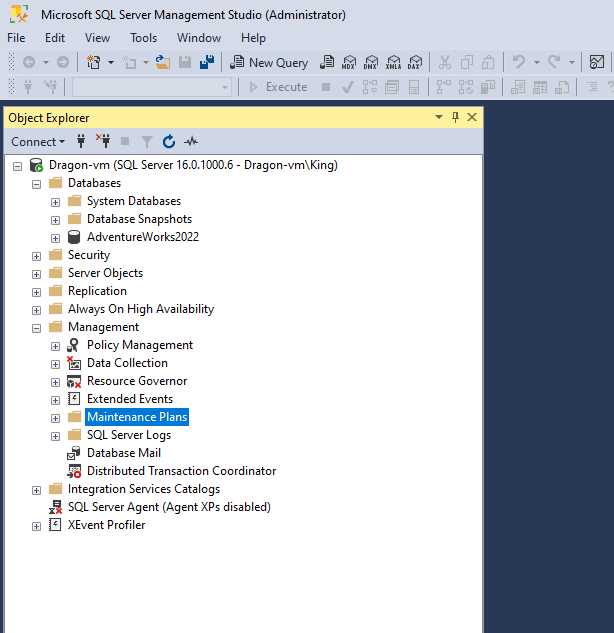 Microsoft SQL Server Management Studio (Administrator)
File Edit View Tools Window Help
New Query MDX DMX XMLA DAX
Execute
Object Explorer
Connect
Dragon-vm (SQL Server 16.0.1000.6 - Dragon-vm\King)
Databases
System Databases
Database Snapshots
AdventureWorks2022
Security
Server Objects
Replication
Always On High Availability
Management
Policy Management
Data Collection
Resource Governor
Extended Events
Maintenance Plans
SQL Server Logs
Database Mail
Distributed Transaction Coordinator
Integration Services Catalogs
SQL Server Agent (Agent XPs disabled)
XEvent Profiler